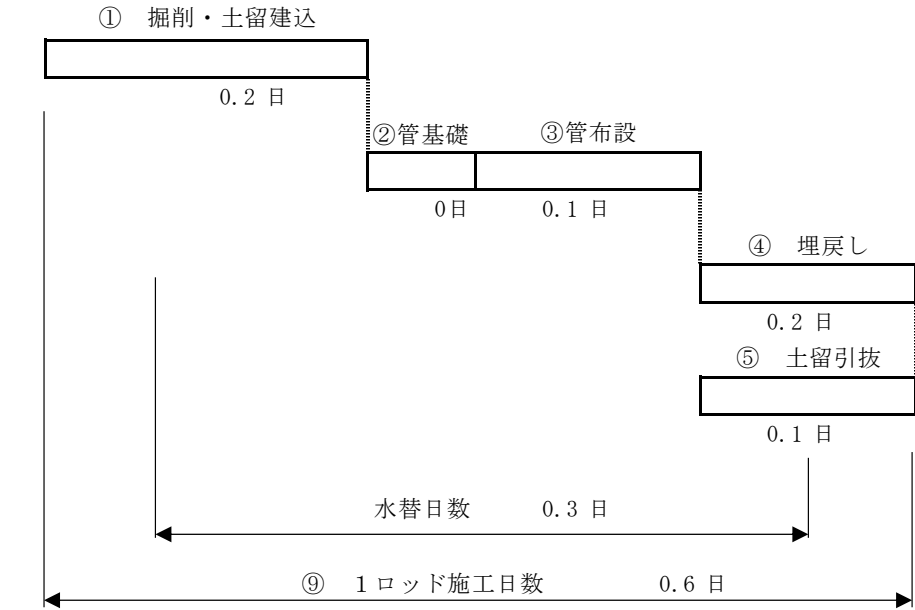 ① 掘削・土留建込
0.2 日
②管基礎 ③管布設
0日 0.1 日
④ 埋戻し
0.2 日
⑤ 土留引抜
0.1 日
水替日数 0.3 日
⑨ 1ロッド施工日数 0.6 日